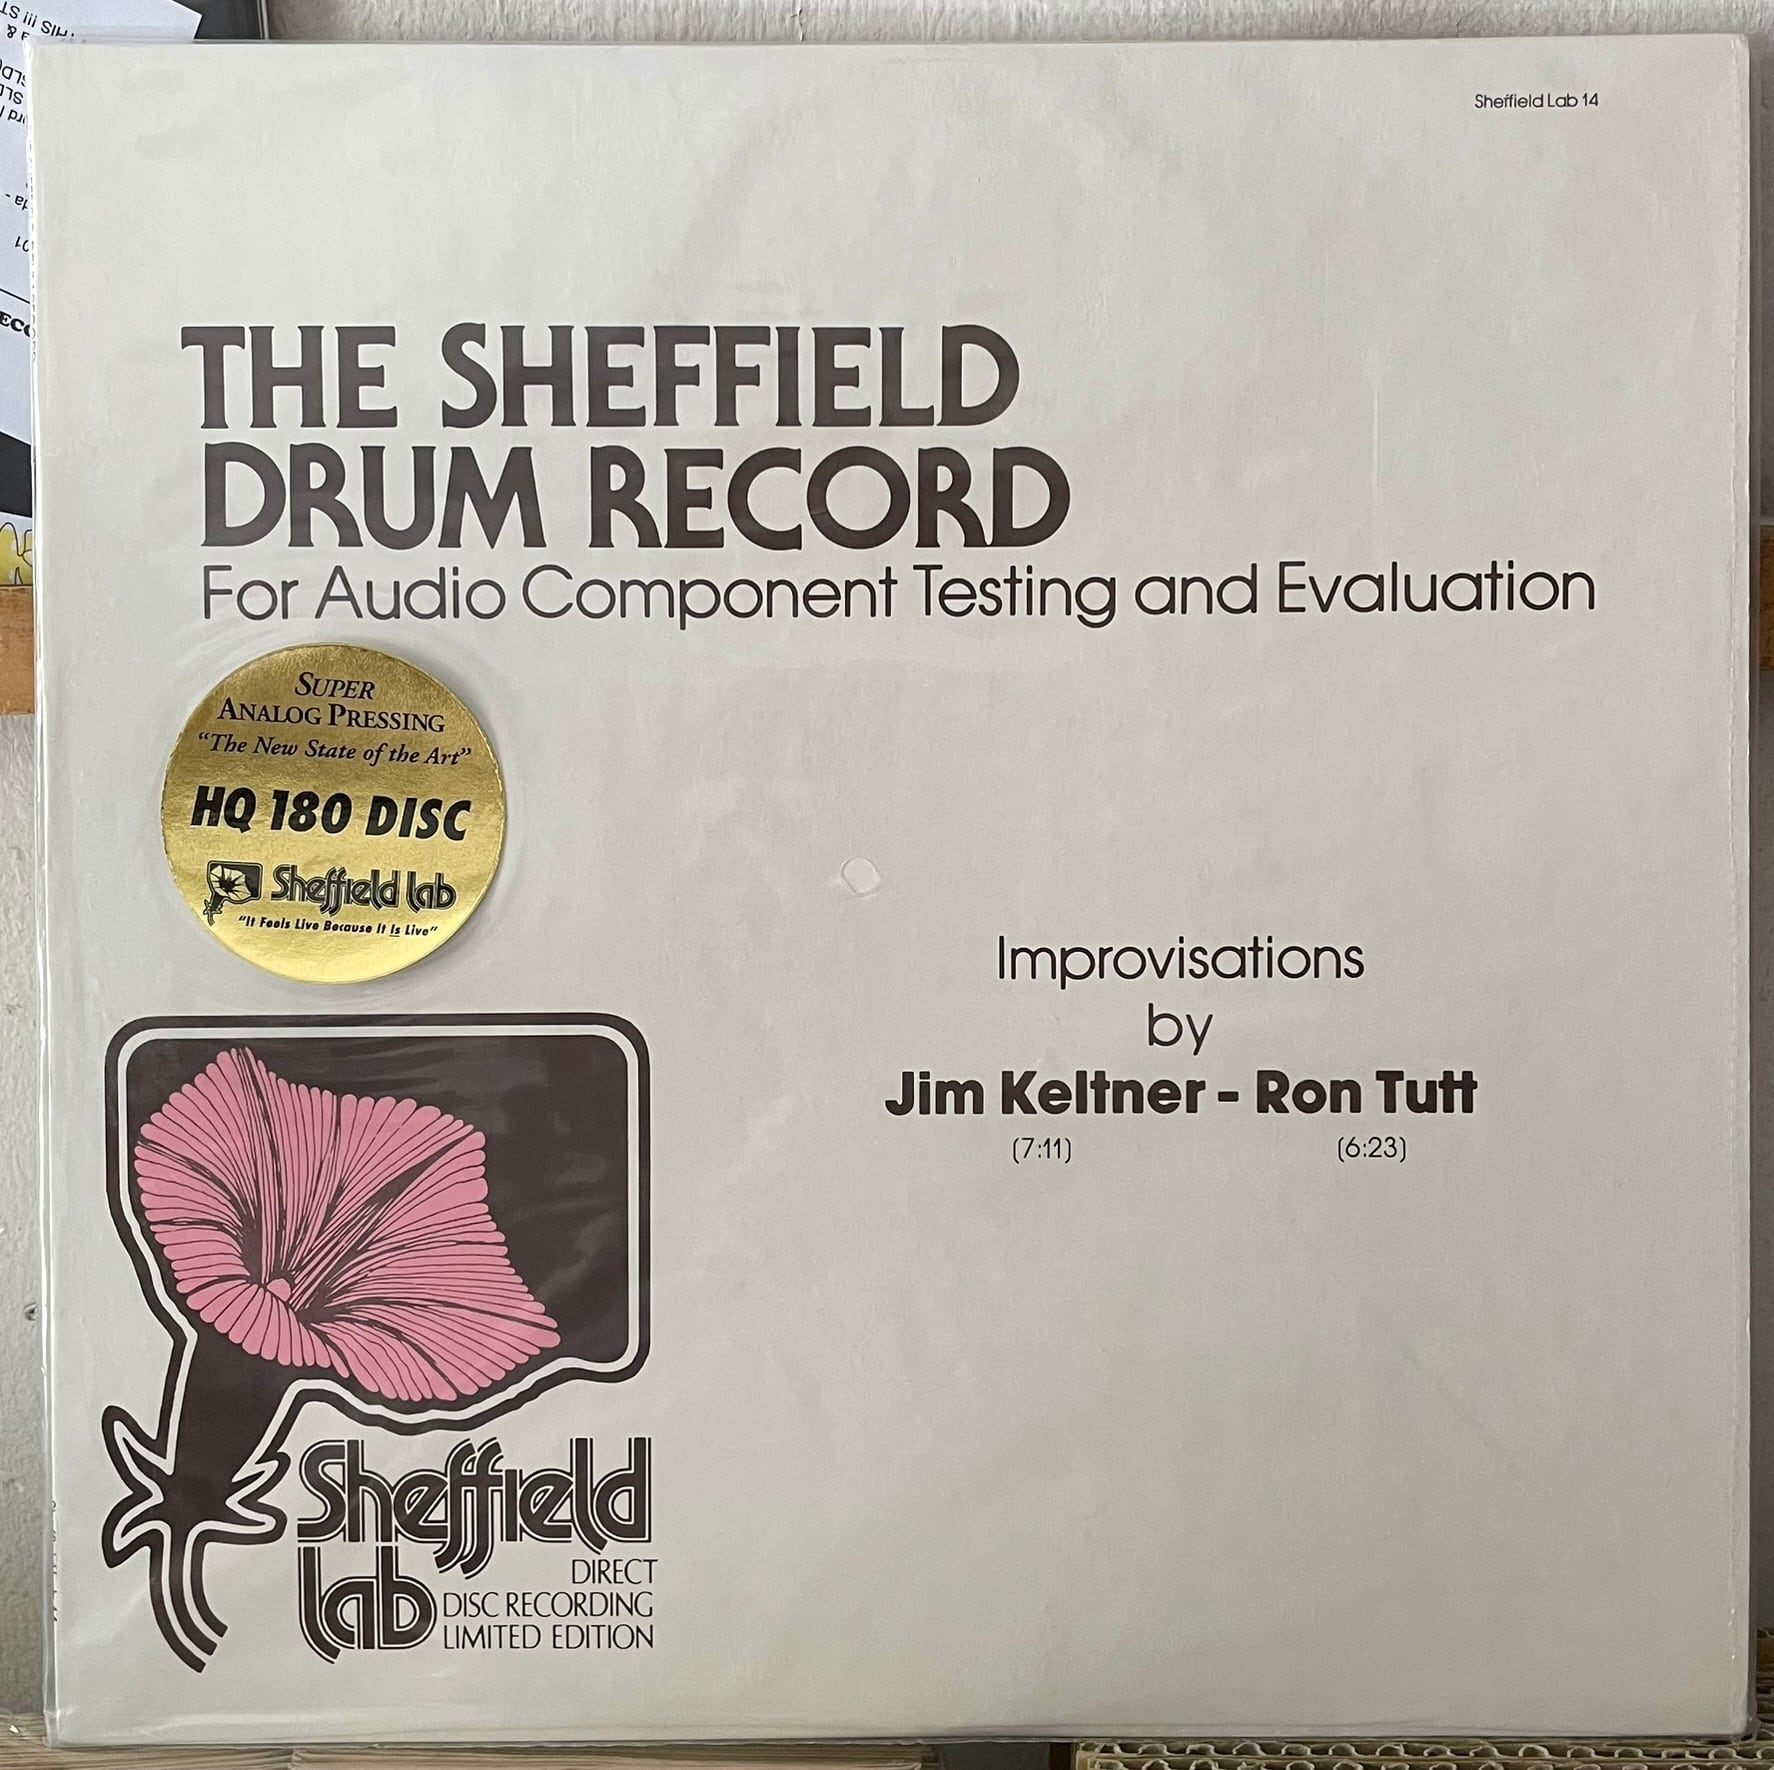 Sheffield Lab 14
THE SHEFFIELD
DRUM RECORD
For Audio Component Testing and Evaluation
SUPER
ANALOG PRESSING
"The New State of the Art"
HQ 180 DISC
Sheffield lab
"It Feels Live Because It Is Live"
Improvisations
by
Jim Keltner - Ron Tutt
(7:11) (6:23)
Sheffield
lab
DIRECT
DISC RECORDING
LIMITED EDITION